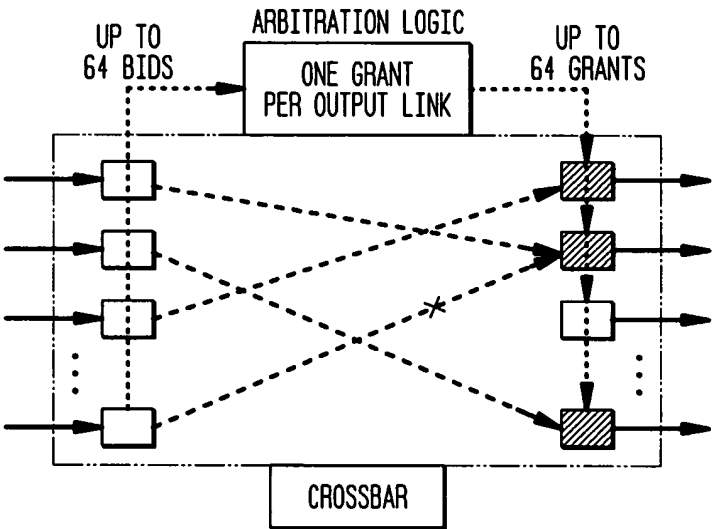 ARBITRATION LOGIC
UP TO
64 BIDS
ONE GRANT
PER OUTPUT LINK
UP TO
64 GRANTS
CROSSBAR